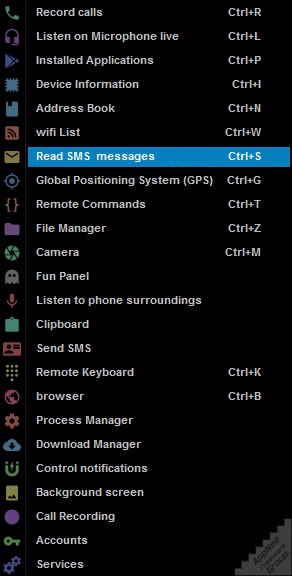 Record calls Ctrl+R
Listen on Microphone live Ctrl+L
Installed Applications Ctrl+P
Device Information Ctrl+I
Address Book Ctrl+N
wifi List Ctrl+W
Read SMS messages Ctrl+S
Global Positioning System (GPS) Ctrl+G
Remote Commands Ctrl+T
File Manager Ctrl+Z
Camera Ctrl+M
Fun Panel
Listen to phone surroundings
Clipboard
Send SMS
Remote Keyboard Ctrl+K
browser Ctrl+B
Process Manager
Download Manager
Control notifications
Background screen
Call Recording
Accounts
Services